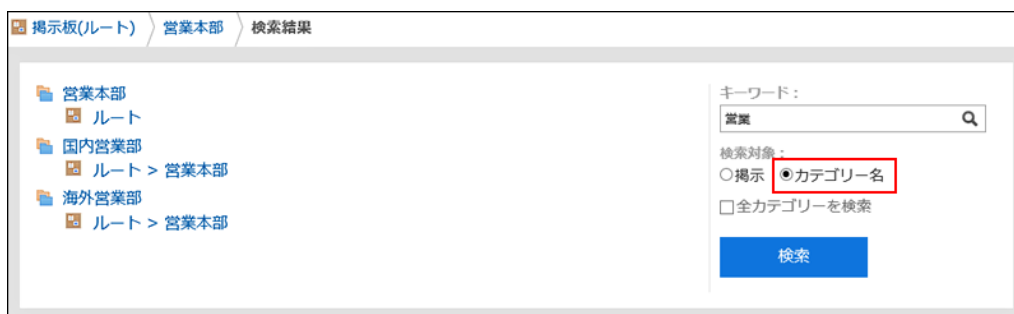 掲示板(ルート) 営業本部 検索結果
営業本部
ルート
国内営業部
ルート > 営業本部
海外営業部
ルート > 営業本部
キーワード：
営業
検索対象：
掲示 カテゴリー名
全カテゴリーを検索
検索